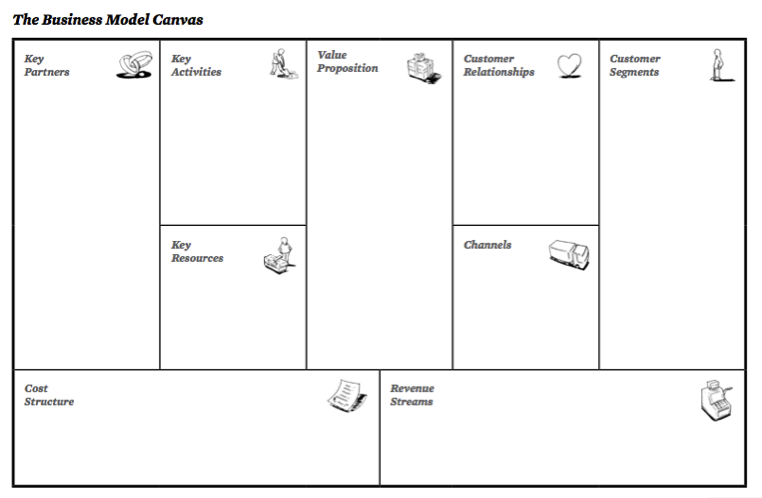 The Business Model Canvas
Key
Partners
Key
Activities
Value
Proposition
Customer
Relationships
Customer
Segments
Key
Resources
Channels
Cost
Structure
Revenue
Streams